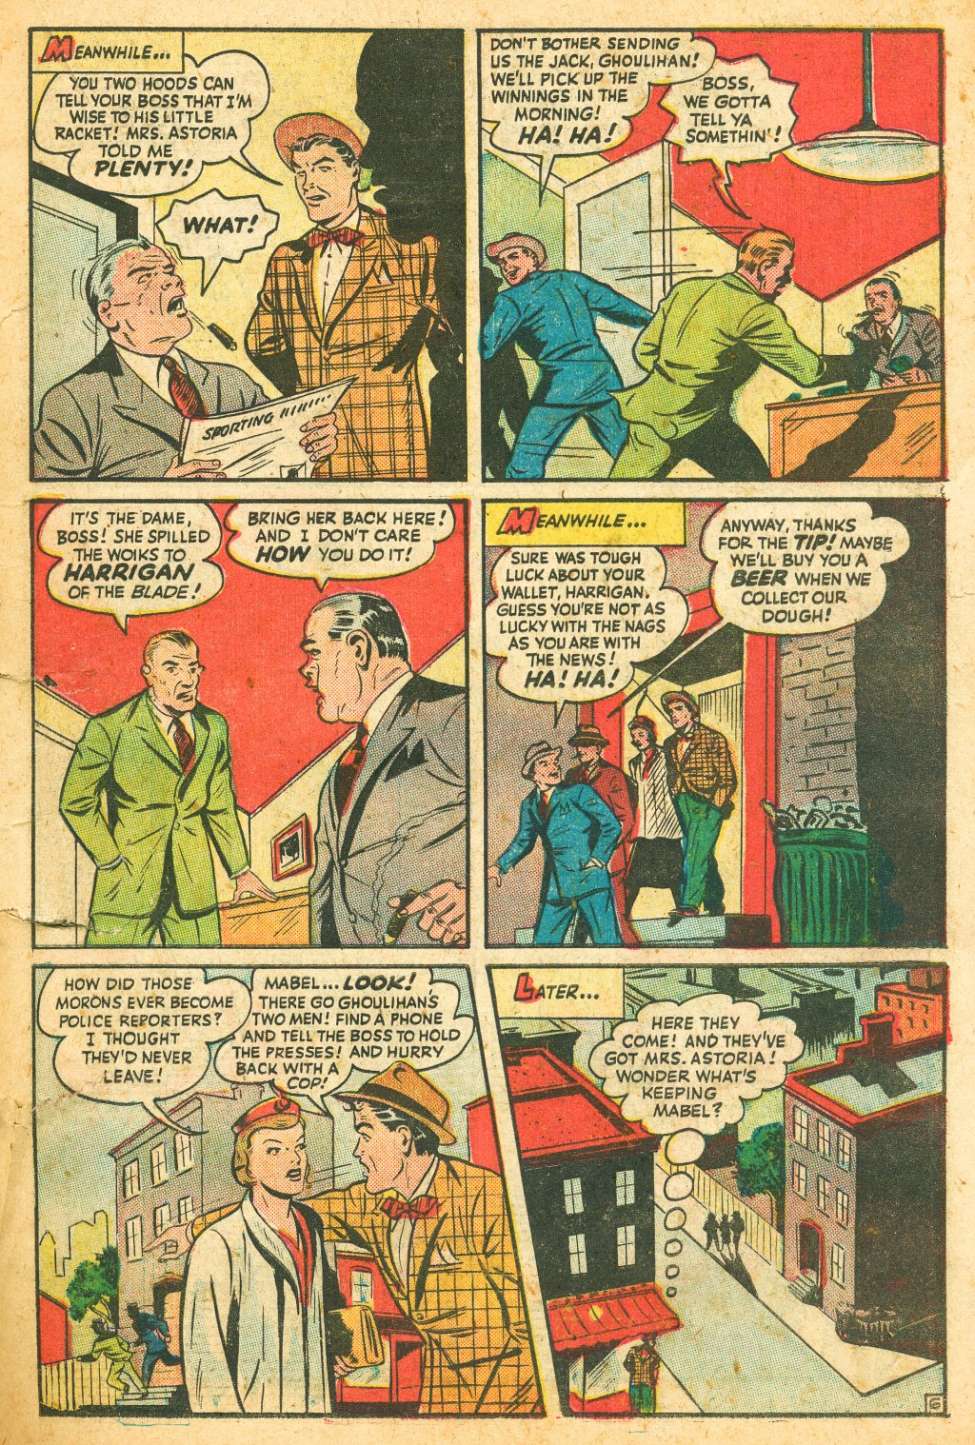 MEANWHILE...
YOU TWO HOODS CAN
TELL YOUR BOSS THAT I'M
WISE TO HIS LITTLE
RACKET! MRS. ASTORIA
TOLD ME
PLENTY!
WHAT!
SPORTING
DON'T BOTHER SENDING
US THE JACK, GHOULIHAN!
WE'LL PICK UP THE
WINNINGS IN THE
MORNING!
HA! HA!
BOSS,
WE GOTTA
TELL YA
SOMETHIN'!
IT'S THE DAME,
BOSS! SHE SPILLED
THE WOIKS TO
HARRIGAN
OF THE BLADE!
BRING HER BACK HERE!
AND I DON'T CARE
HOW YOU DO IT!
MEANWHILE...
SURE WAS TOUGH
LUCK ABOUT YOUR
WALLET, HARRIGAN.
GUESS YOU'RE NOT AS
LUCKY WITH THE NAGS
AS YOU ARE WITH
THE NEWS!
HA! HA!
ANYWAY, THANKS
FOR THE TIP! MAYBE
WE'LL BUY YOU A
BEER WHEN WE
COLLECT OUR
DOUGH!
HOW DID THOSE
MORONS EVER BECOME
POLICE REPORTERS?
I THOUGHT
THEY'D NEVER
LEAVE!
MABEL... LOOK!
THERE GO GHOULIHAN'S
TWO MEN! FIND A PHONE
AND TELL THE BOSS TO HOLD
THE PRESSES! AND HURRY
BACK WITH A
COP!
LATER...
HERE THEY
COME! AND THEY'VE
GOT MRS. ASTORIA!
WONDER WHAT'S
KEEPING
MABEL?
6